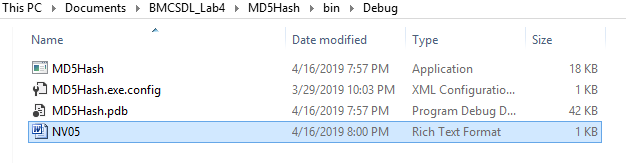 This PC › Documents › BMCSDL_Lab4 › MD5Hash › bin › Debug
Name Date modified Type Size
MD5Hash 4/16/2019 7:57 PM Application 18 KB
MD5Hash.exe.config 3/29/2019 10:03 PM XML Configuratio... 1 KB
MD5Hash.pdb 4/16/2019 7:57 PM Program Debug D... 42 KB
NV05 4/16/2019 8:00 PM Rich Text Format 1 KB